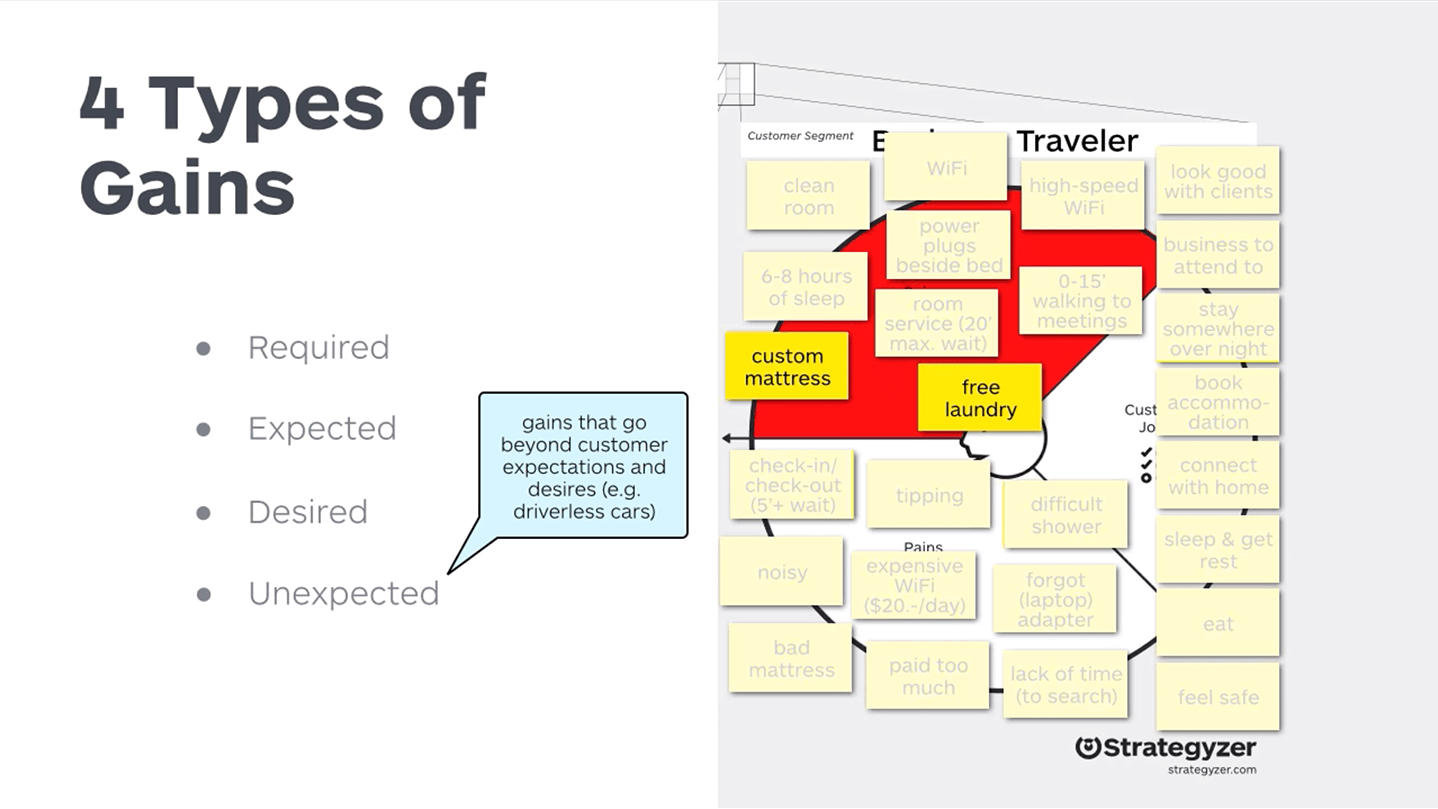 4 Types of
Gains
Required
Expected
Desired
Unexpected
gains that go
beyond customer
expectations and
desires (e.g.
driverless cars)
Customer Segment
Traveler
clean
room
WiFi
high-speed
WiFi
look good
with clients
power
plugs
beside bed
business to
attend to
6-8 hours
of sleep
0-15'
walking to
meetings
room
service (20'
max. wait)
stay
somewhere
over night
custom
mattress
free
laundry
book
accommo-
dation
check-in/
check-out
(5'+ wait)
tipping
difficult
shower
connect
with home
Pains
noisy
expensive
WiFi
($20.-/day)
forgot
(laptop)
adapter
sleep & get
rest
eat
bad
mattress
paid too
much
lack of time
(to search)
feel safe
Strategyzer
strategyzer.com